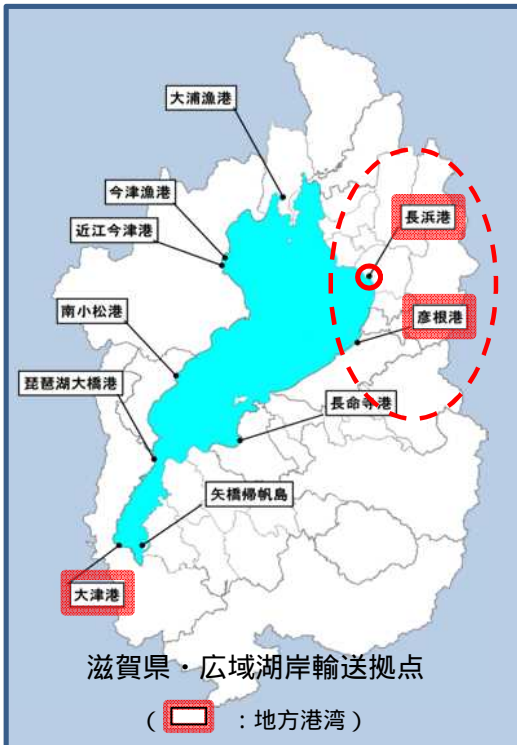 大浦漁港
今津漁港
近江今津港
長浜港
南小松港
彦根港
琵琶湖大橋港
長命寺港
矢橋帰帆島
大津港
滋賀県・広域湖岸輸送拠点
( : 地方港湾 )